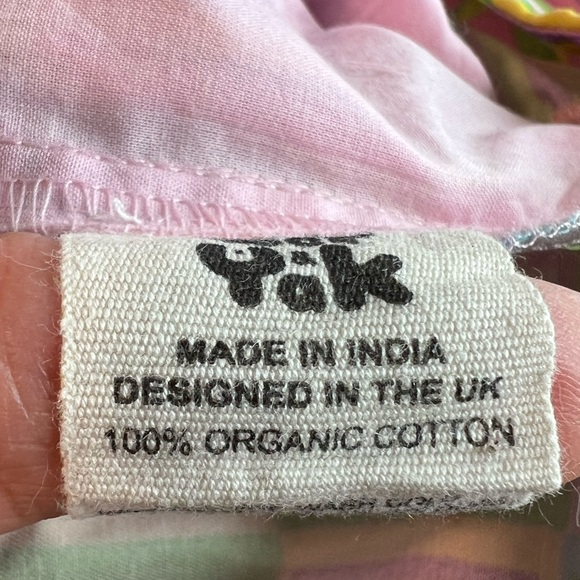 Yak
MADE IN INDIA
DESIGNED IN THE UK
100% ORGANIC COTTON